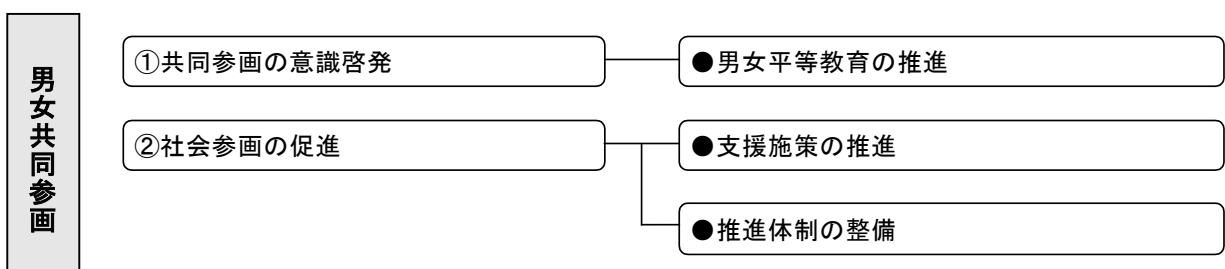 男女共同参画
①共同参画の意識啓発
●男女平等教育の推進
②社会参画の促進
●支援施策の推進
●推進体制の整備